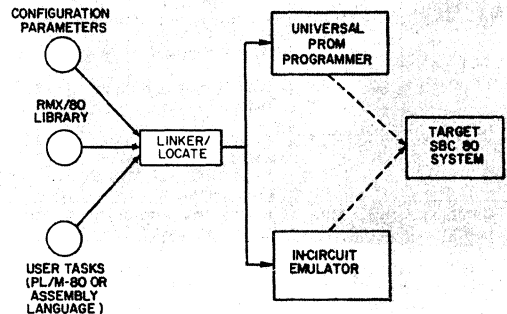 CONFIGURATION
PARAMETERS
RMX/80
LIBRARY
USER TASKS
(PL/M-80 OR
ASSEMBLY
LANGUAGE)
LINKER/
LOCATE
UNIVERSAL
PROM
PROGRAMMER
IN-CIRCUIT
EMULATOR
TARGET
SBC 80
SYSTEM